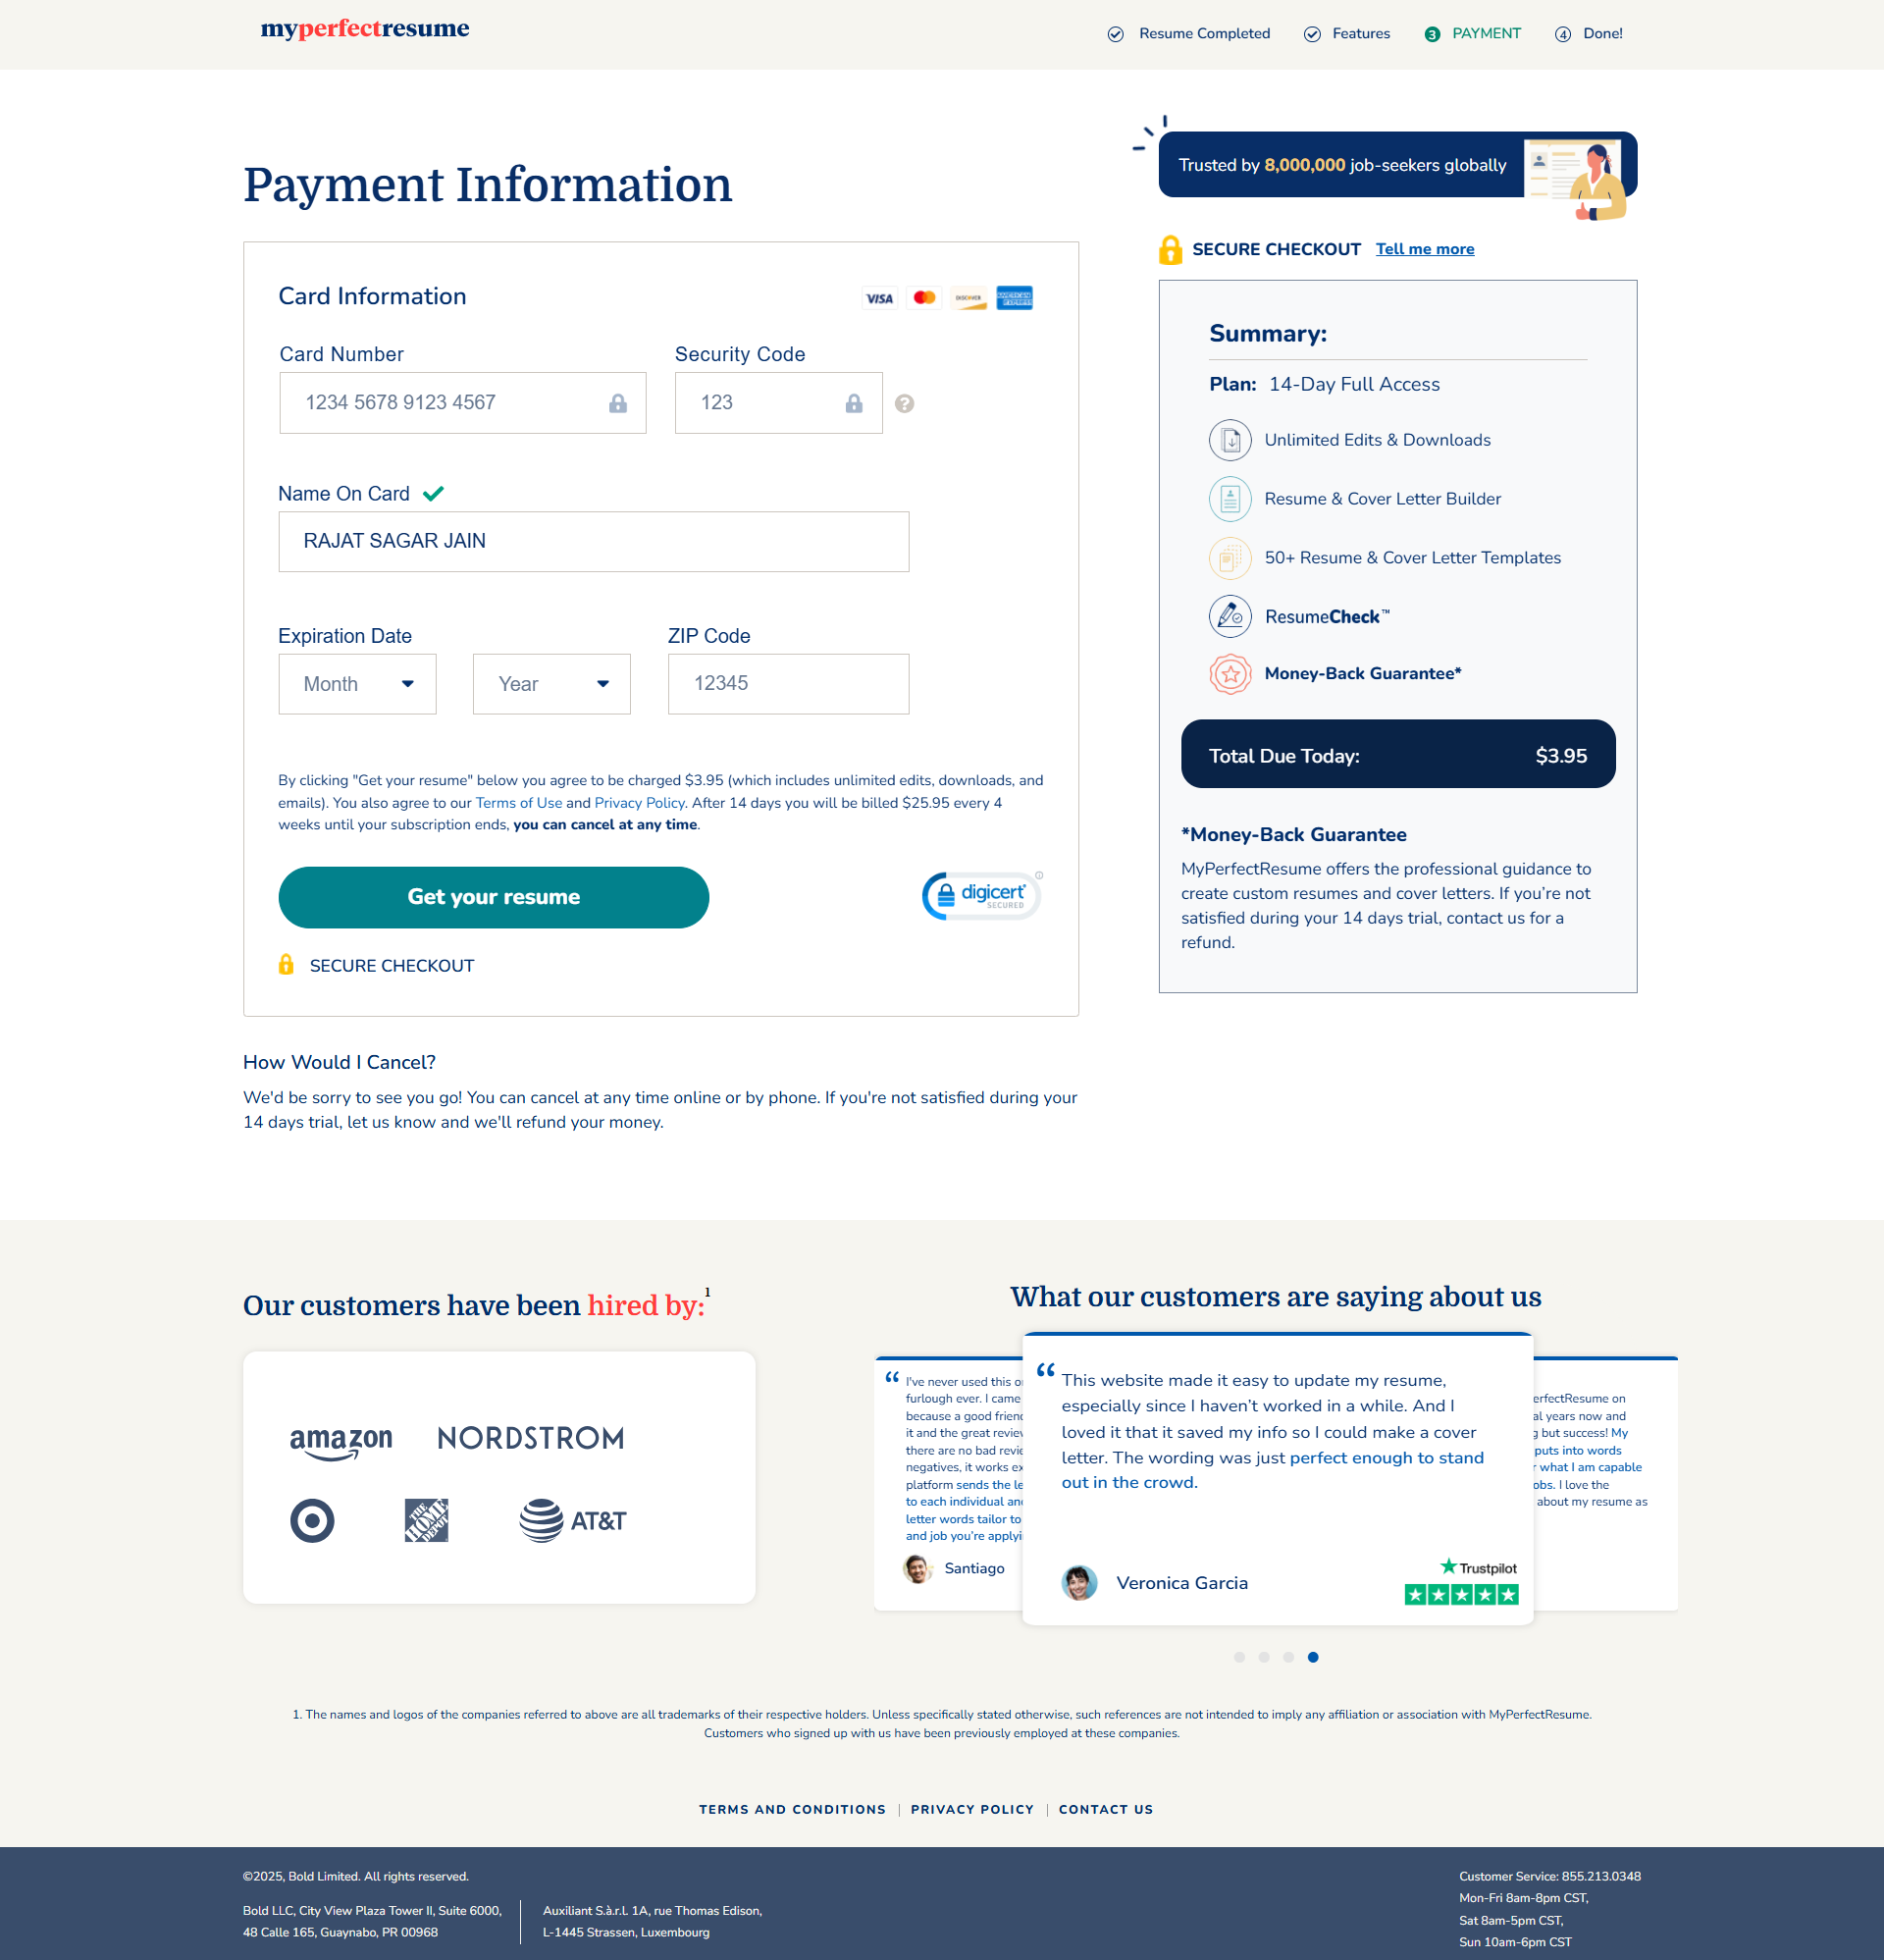 myperfectresume
Resume Completed
Features
3 PAYMENT
4 Done!
Payment Information
Trusted by 8,000,000 job-seekers globally
SECURE CHECKOUT Tell me more
Card Information
VISA
DISCOVER
AMERICAN EXPRESS
Card Number
Security Code
1234 5678 9123 4567
123
?
Name On Card
RAJAT SAGAR JAIN
Expiration Date
ZIP Code
Month
Year
12345
By clicking "Get your resume" below you agree to be charged $3.95 (which includes unlimited edits, downloads, and
emails). You also agree to our Terms of Use and Privacy Policy. After 14 days you will be billed $25.95 every 4
weeks until your subscription ends, you can cancel at any time.
Get your resume
digicert
SECURED
SECURE CHECKOUT
Summary:
Plan: 14-Day Full Access
Unlimited Edits & Downloads
Resume & Cover Letter Builder
50+ Resume & Cover Letter Templates
ResumeCheck™
Money-Back Guarantee*
Total Due Today: $3.95
*Money-Back Guarantee
MyPerfectResume offers the professional guidance to
create custom resumes and cover letters. If you’re not
satisfied during your 14 days trial, contact us for a
refund.
How Would I Cancel?
We'd be sorry to see you go! You can cancel at any time online or by phone. If you're not satisfied during your
14 days trial, let us know and we'll refund your money.
Our customers have been hired by:1
amazon
NORDSTROM
THE HOME DEPOT
AT&T
What our customers are saying about us
“
I've never used this o
furlough ever. I came
because a good frienc
it and the great review
there are no bad revie
negatives, it works ex
platform sends the le
to each individual and
letter words tailor to
and job you’re applyi
Santiago
“
This website made it easy to update my resume,
especially since I haven’t worked in a while. And I
loved it that it saved my info so I could make a cover
letter. The wording was just perfect enough to stand
out in the crowd.
Veronica Garcia
Trustpilot
erfectResume on
al years now and
g but success! My
puts into words
r what I am capable
obs. I love the
about my resume as
1. The names and logos of the companies referred to above are all trademarks of their respective holders. Unless specifically stated otherwise, such references are not intended to imply any affiliation or association with MyPerfectResume.
Customers who signed up with us have been previously employed at these companies.
TERMS AND CONDITIONS | PRIVACY POLICY | CONTACT US
©2025, Bold Limited. All rights reserved.
Bold LLC, City View Plaza Tower II, Suite 6000,
48 Calle 165, Guaynabo, PR 00968
Auxiliant S.à.r.l. 1A, rue Thomas Edison,
L-1445 Strassen, Luxembourg
Customer Service: 855.213.0348
Mon-Fri 8am-8pm CST,
Sat 8am-5pm CST,
Sun 10am-6pm CST